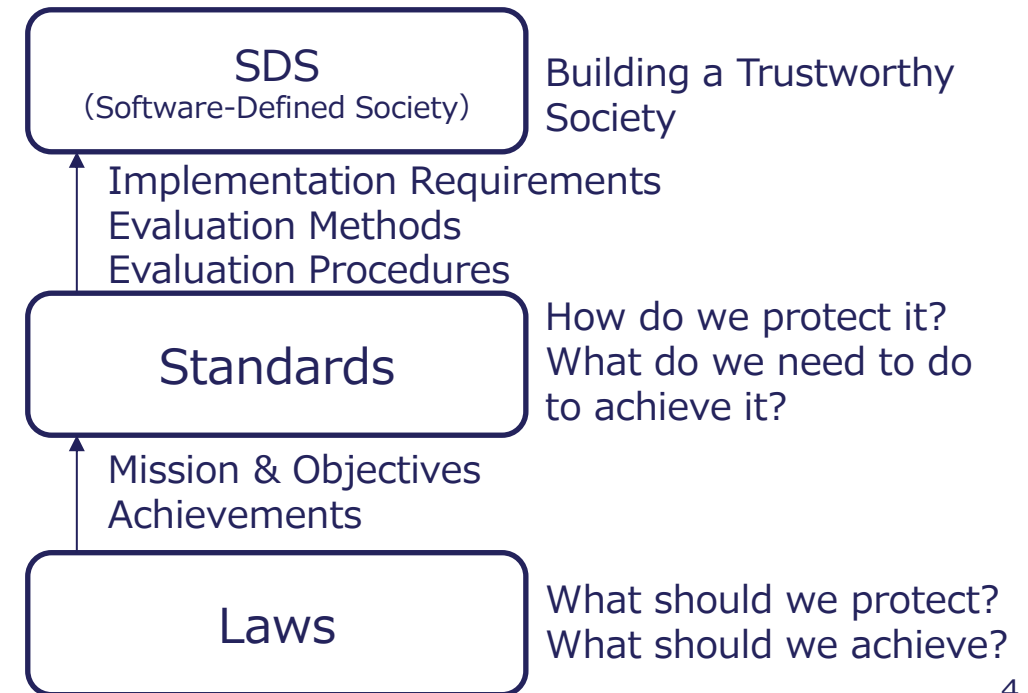 SDS
（Software-Defined Society）
Building a Trustworthy
Society
Implementation Requirements
Evaluation Methods
Evaluation Procedures
Standards
How do we protect it?
What do we need to do
to achieve it?
Mission & Objectives
Achievements
Laws
What should we protect?
What should we achieve?
4